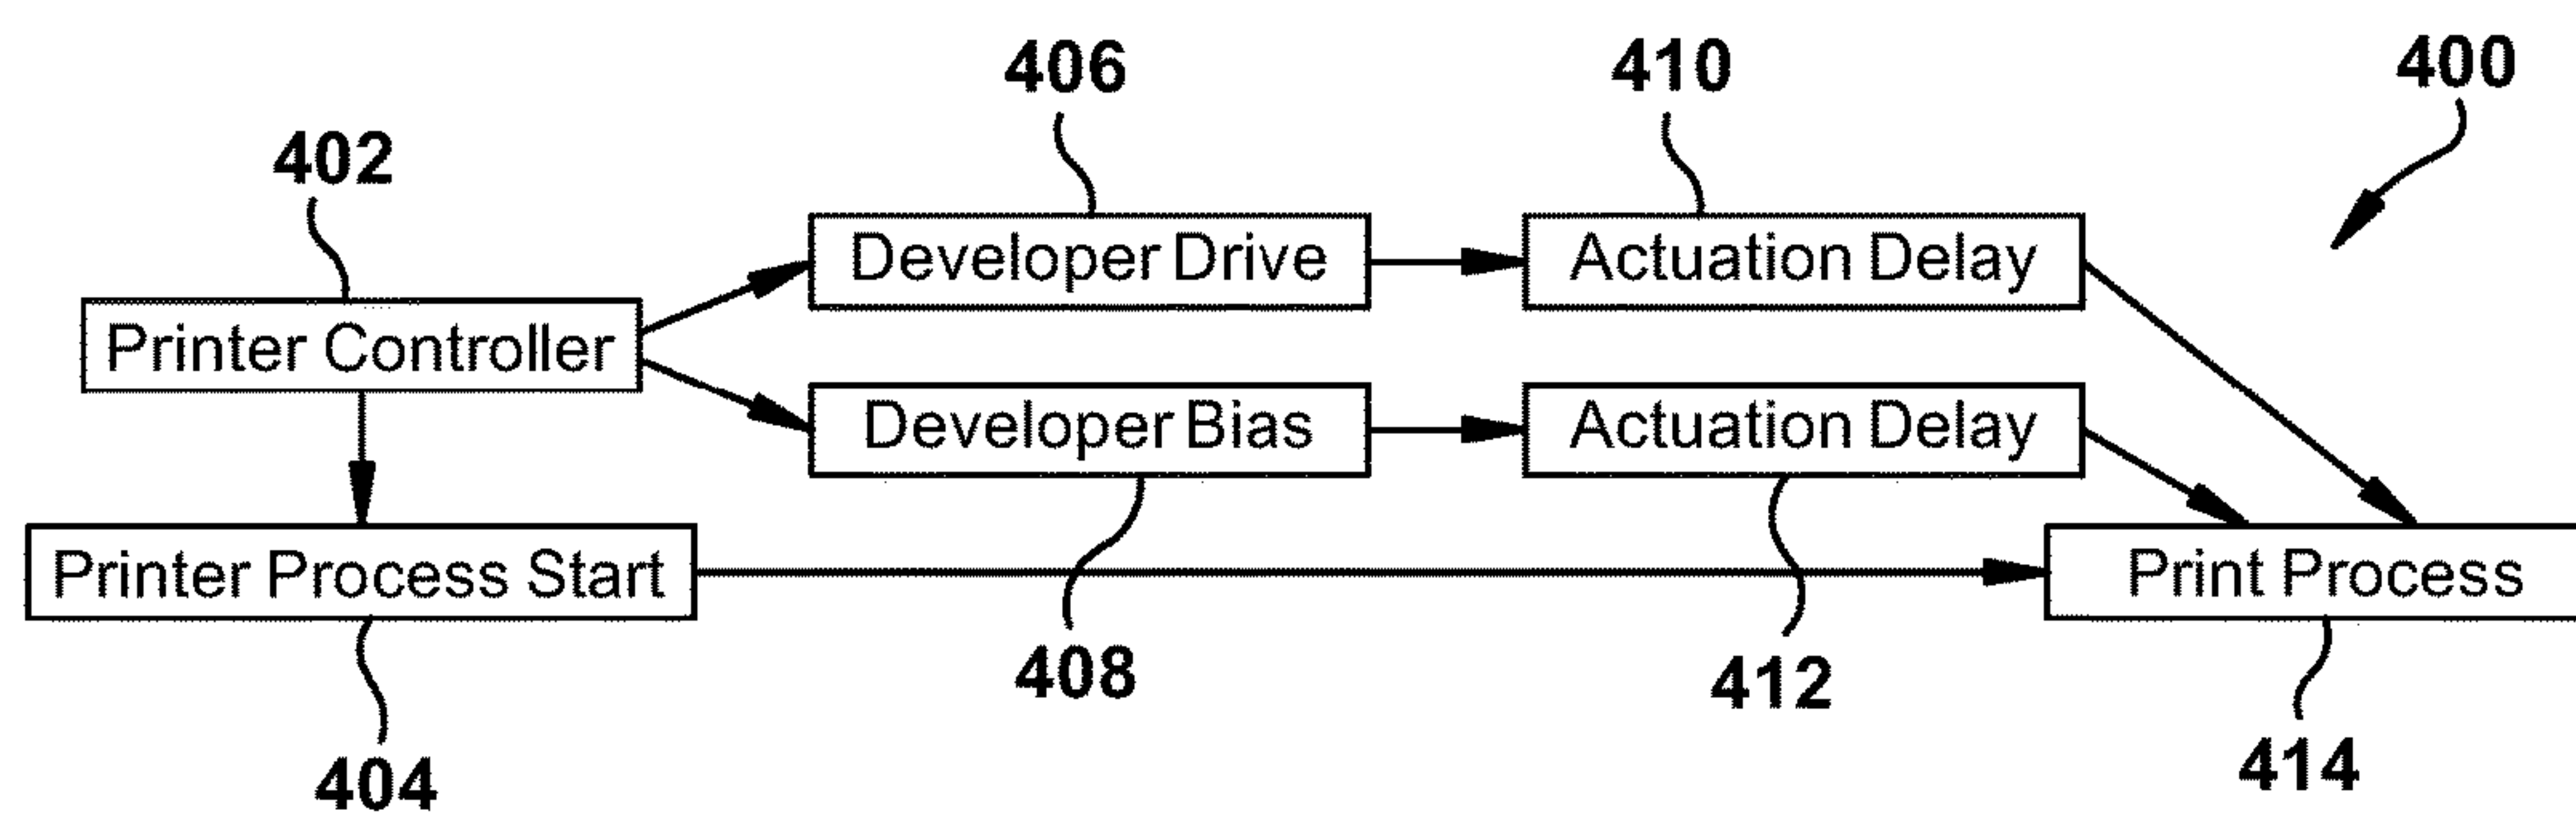 406
410
400
402
Developer Drive
Actuation Delay
Printer Controller
Developer Bias
Actuation Delay
Printer Process Start
Print Process
408
412
404
414